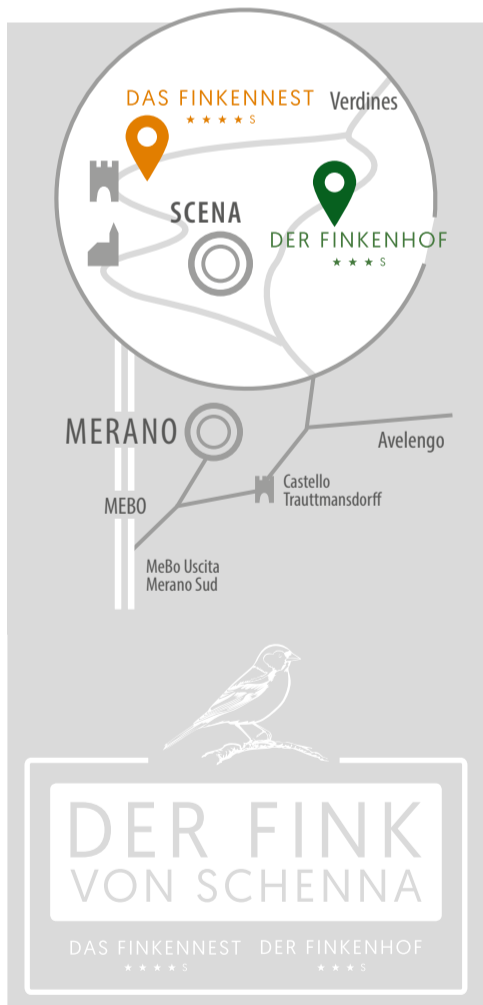 DAS FINKENNEST
★★★★S
Verdines
SCENA
DER FINKENHOF
★★★S
MERANO
Avelengo
Castello
Trauttmansdorff
MEBO
MeBo Uscita
Merano Sud
DER FINK
VON SCHENNA
DAS FINKENNEST DER FINKENHOF
★★★★S ★★★S